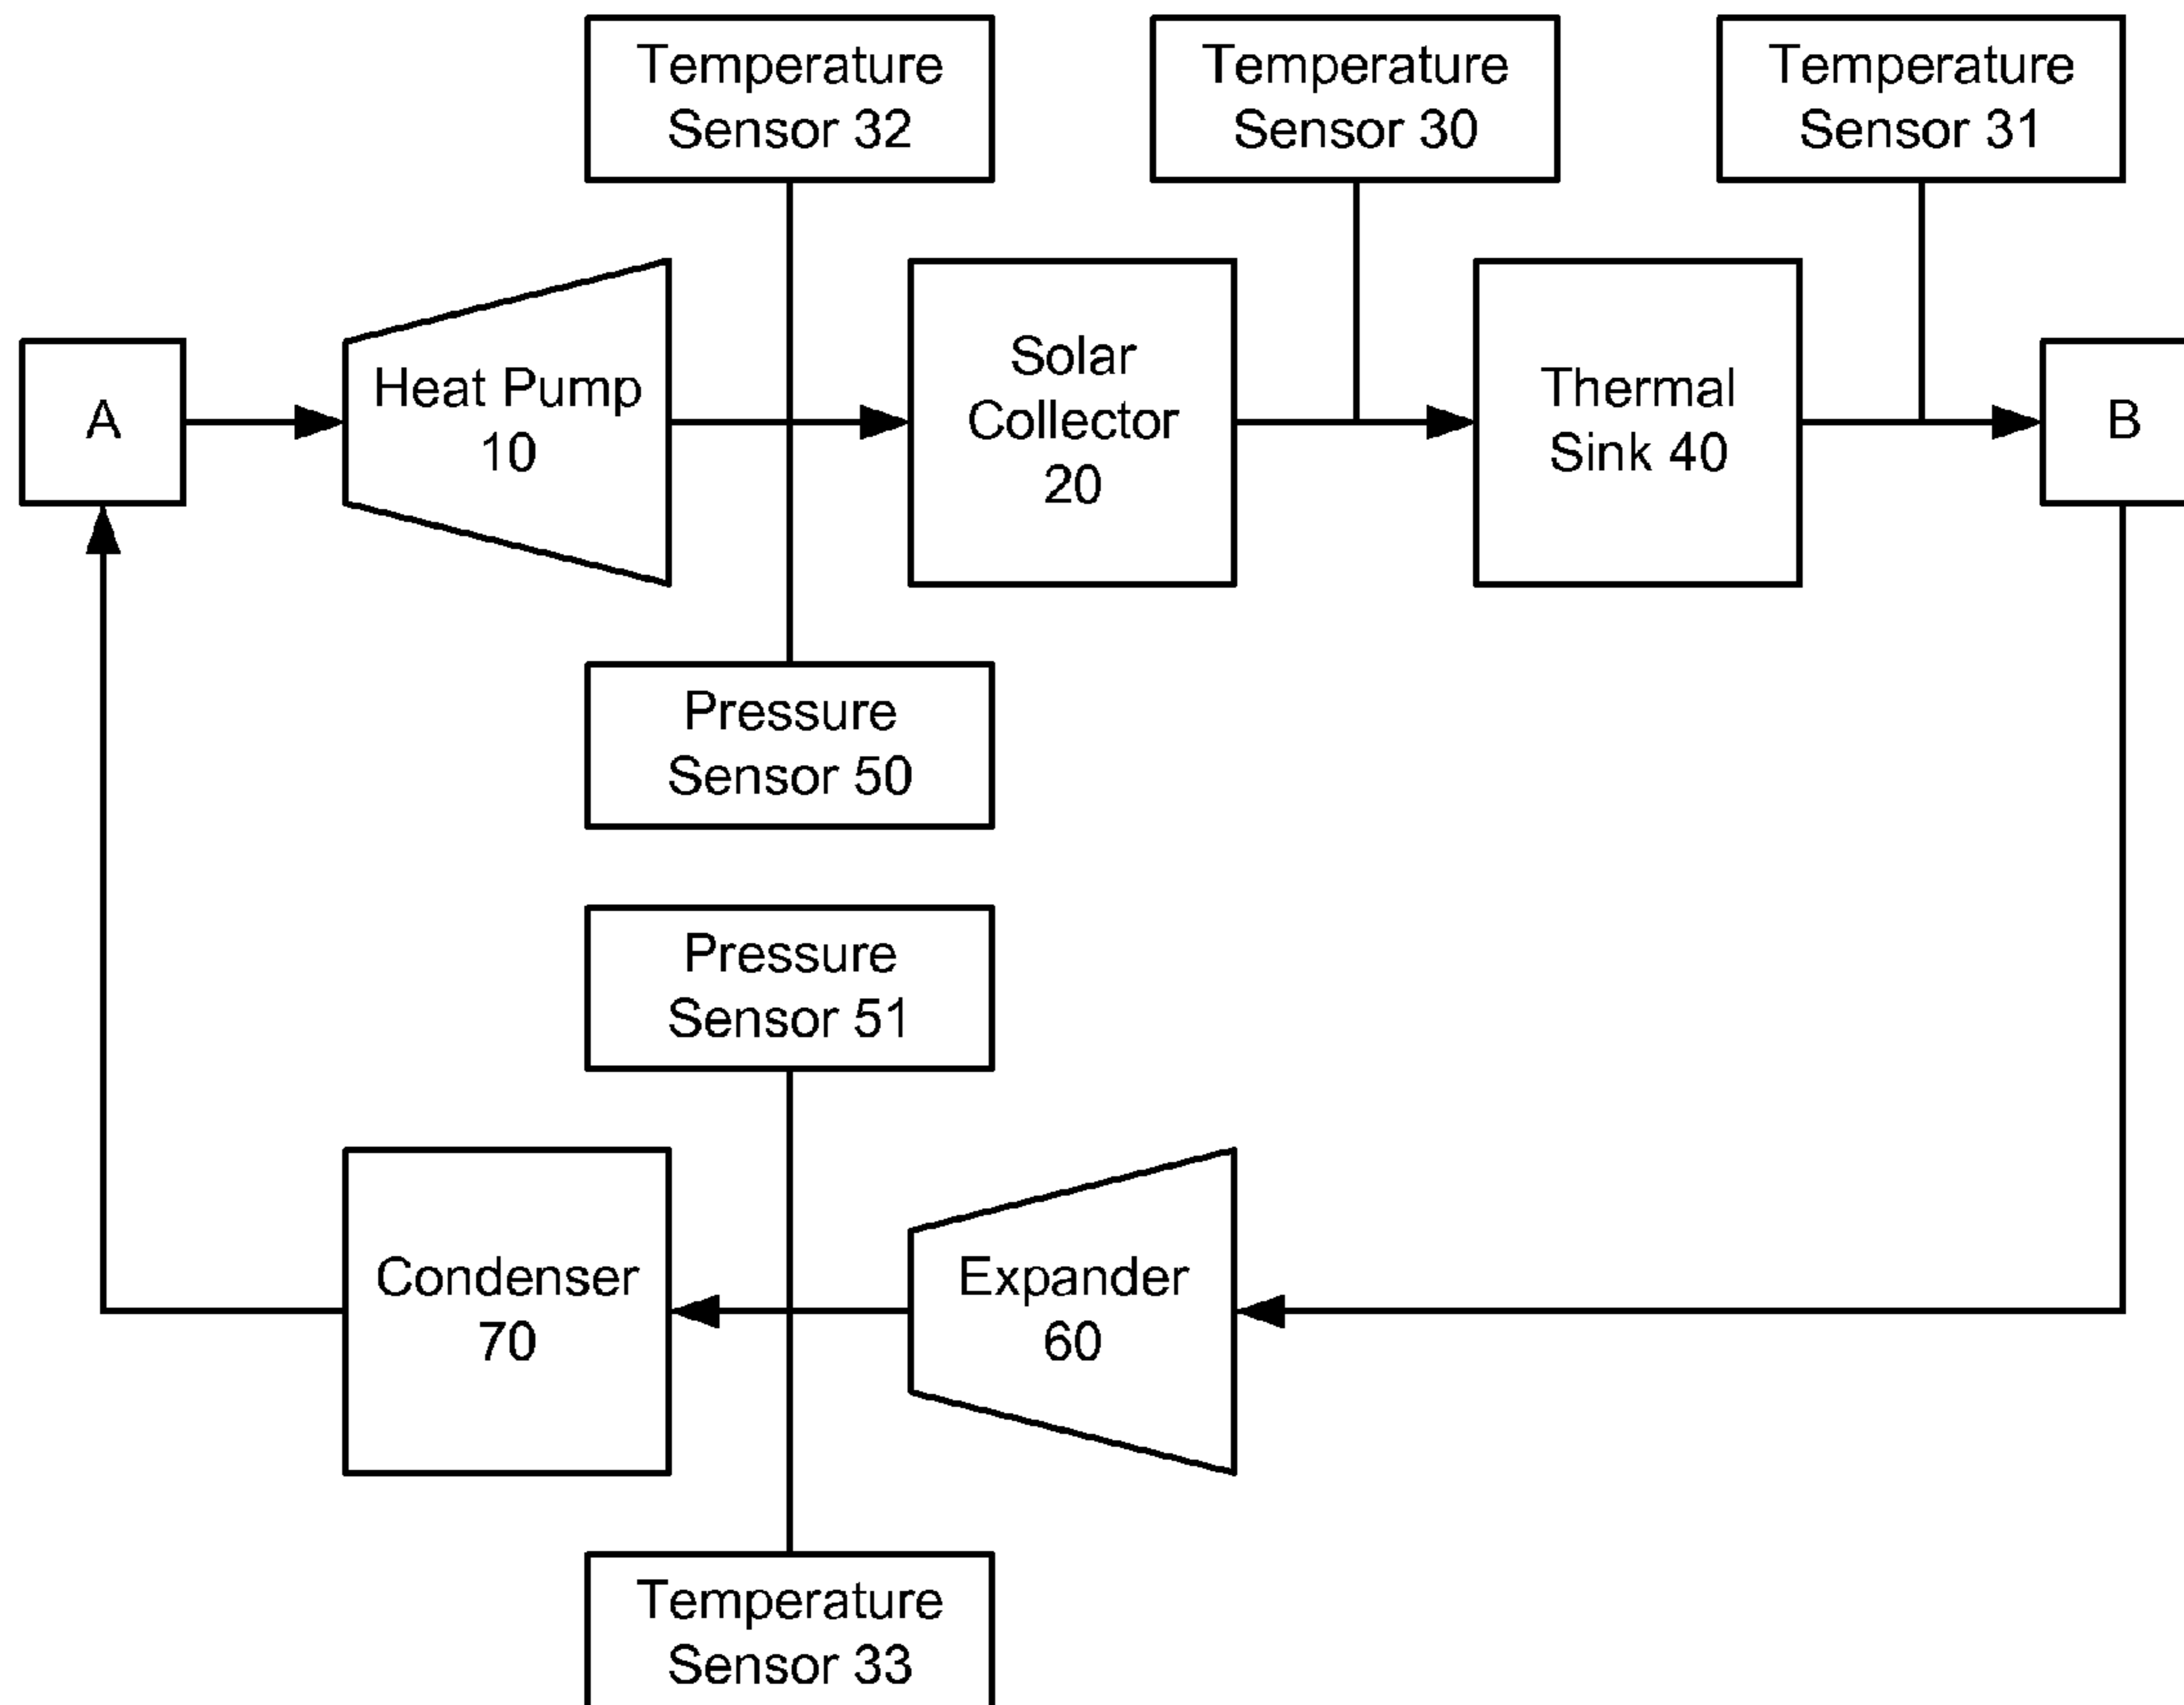 Temperature
Sensor 32
Temperature
Sensor 30
Temperature
Sensor 31
A
Heat Pump
10
Solar
Collector
20
Thermal
Sink 40
B
Pressure
Sensor 50
Pressure
Sensor 51
Condenser
70
Expander
60
Temperature
Sensor 33